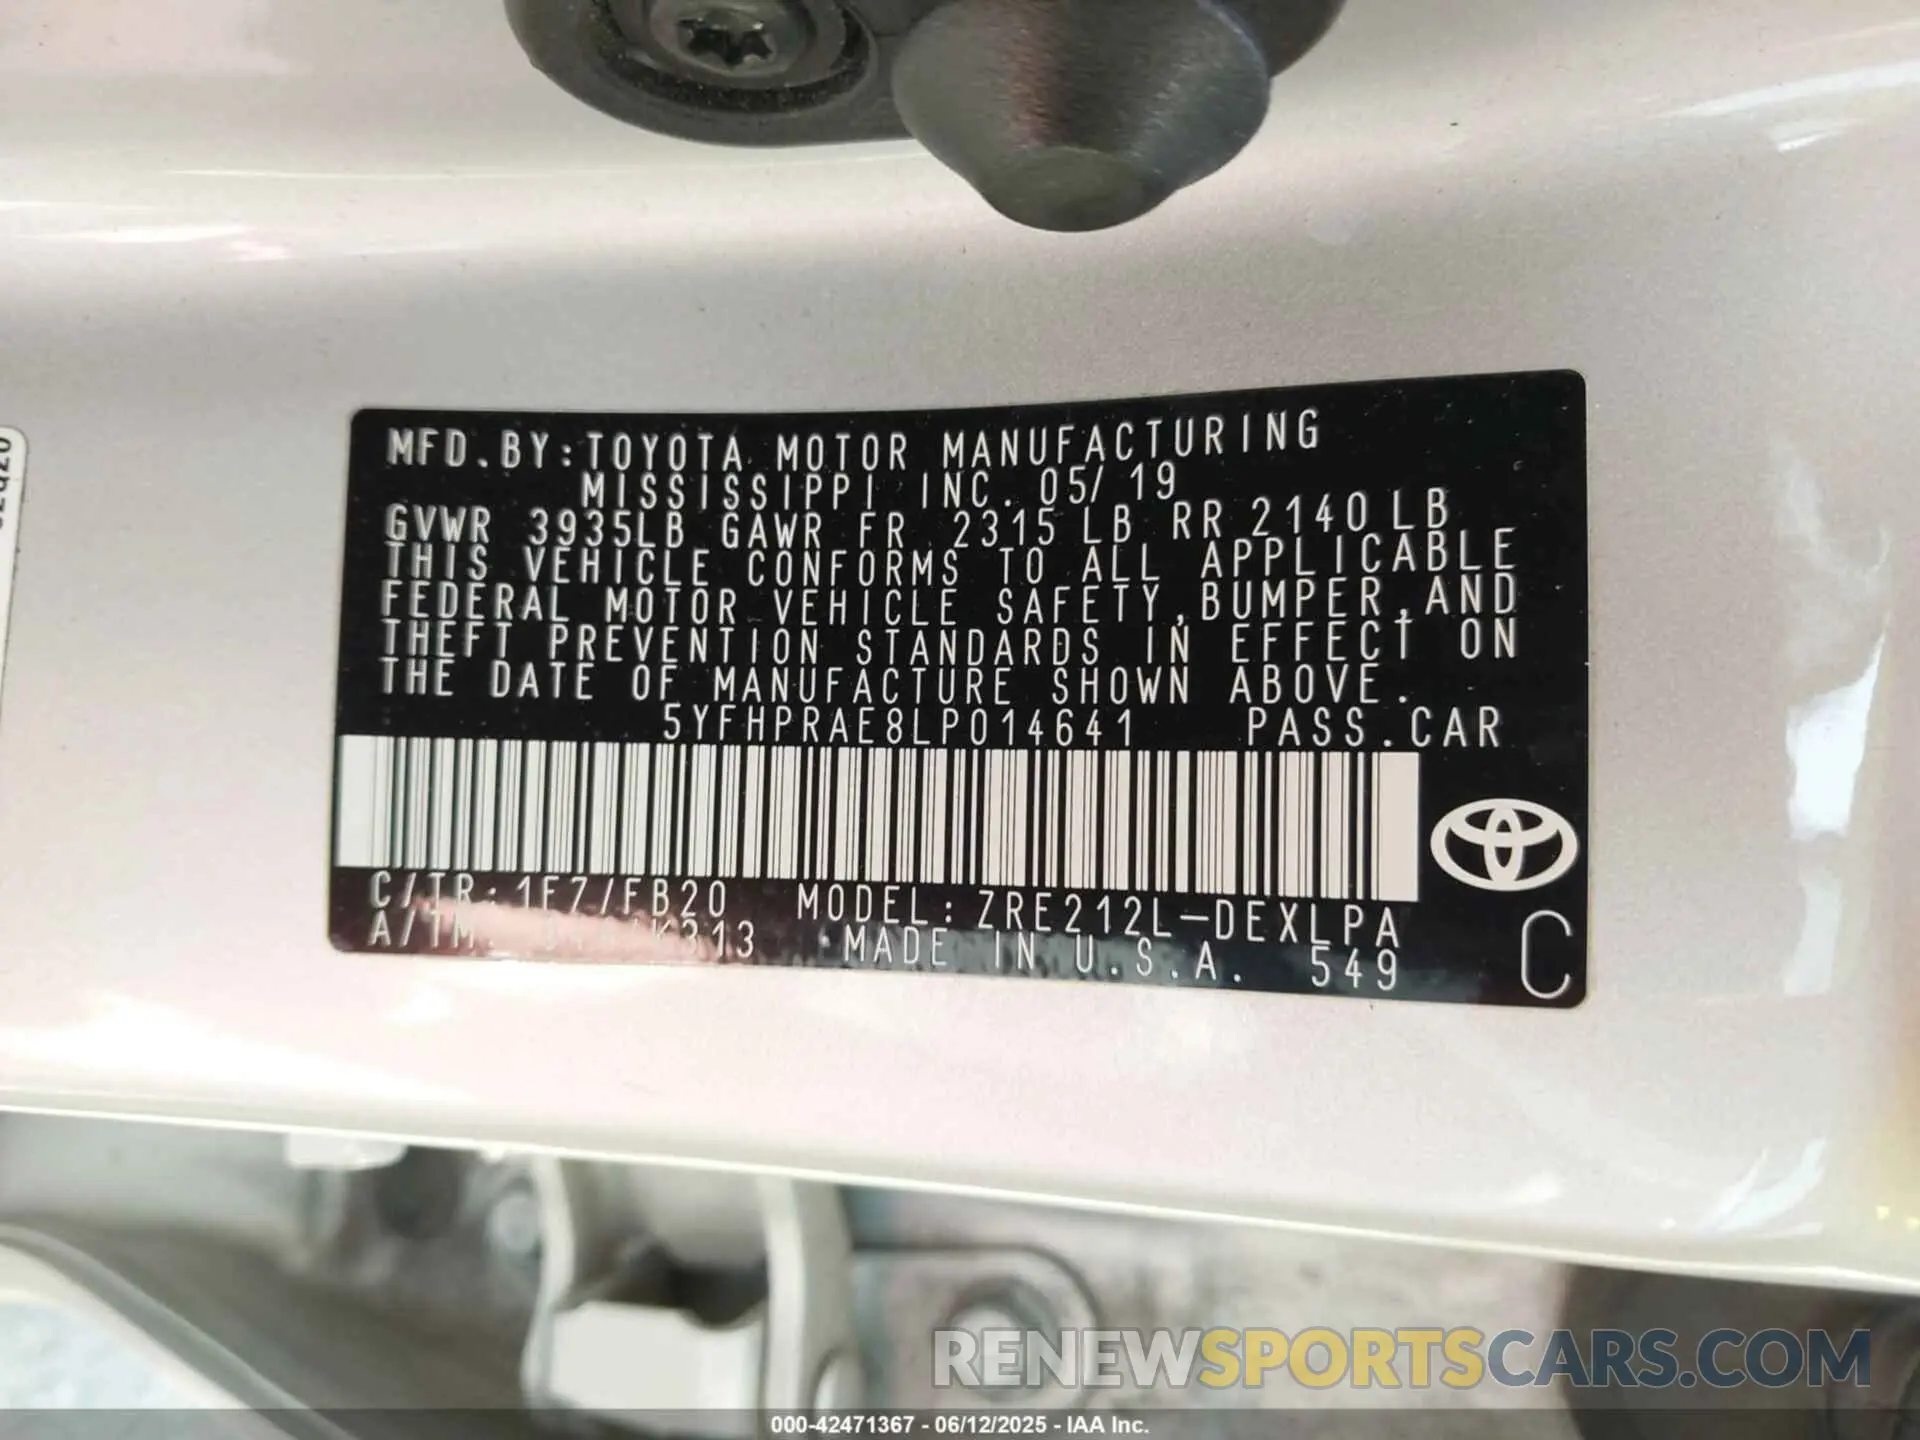 MFD.BY:TOYOTA MOTOR MANUFACTURING
MISSISSIPPI INC. 05/19
GVWR 3935LB GAWR FR 2315 LB RR 2140 LB
THIS VEHICLE CONFORMS TO ALL APPLICABLE
FEDERAL MOTOR VEHICLE SAFETY,BUMPER,AND
THEFT PREVENTION STANDARDS IN EFFECT ON
THE DATE OF MANUFACTURE SHOWN ABOVE.
5YFHPRAE8LP014641 PASS.CAR
C/TR: 1F7/FB20 MODEL: ZRE212L-DEXLPA
A/TM: MADE IN U.S.A. 549
C
RENEWSPORTSCARS.COM
000-42471367 - 06/12/2025 - IAA Inc.